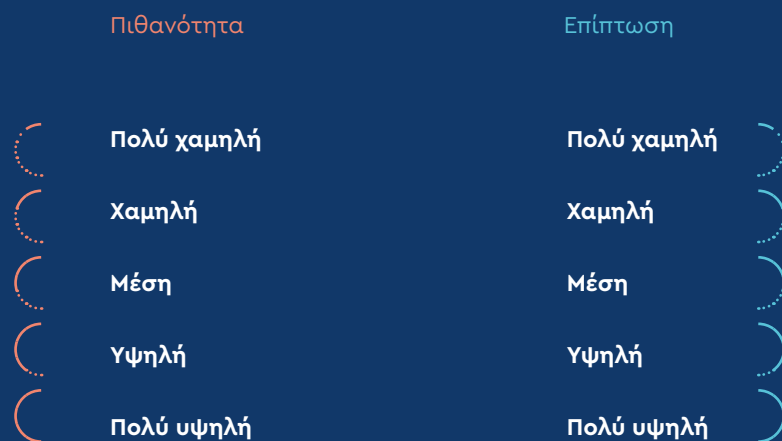 Πιθανότητα
Επίπτωση
Πολύ χαμηλή
Πολύ χαμηλή
Χαμηλή
Χαμηλή
Μέση
Μέση
Υψηλή
Υψηλή
Πολύ υψηλή
Πολύ υψηλή